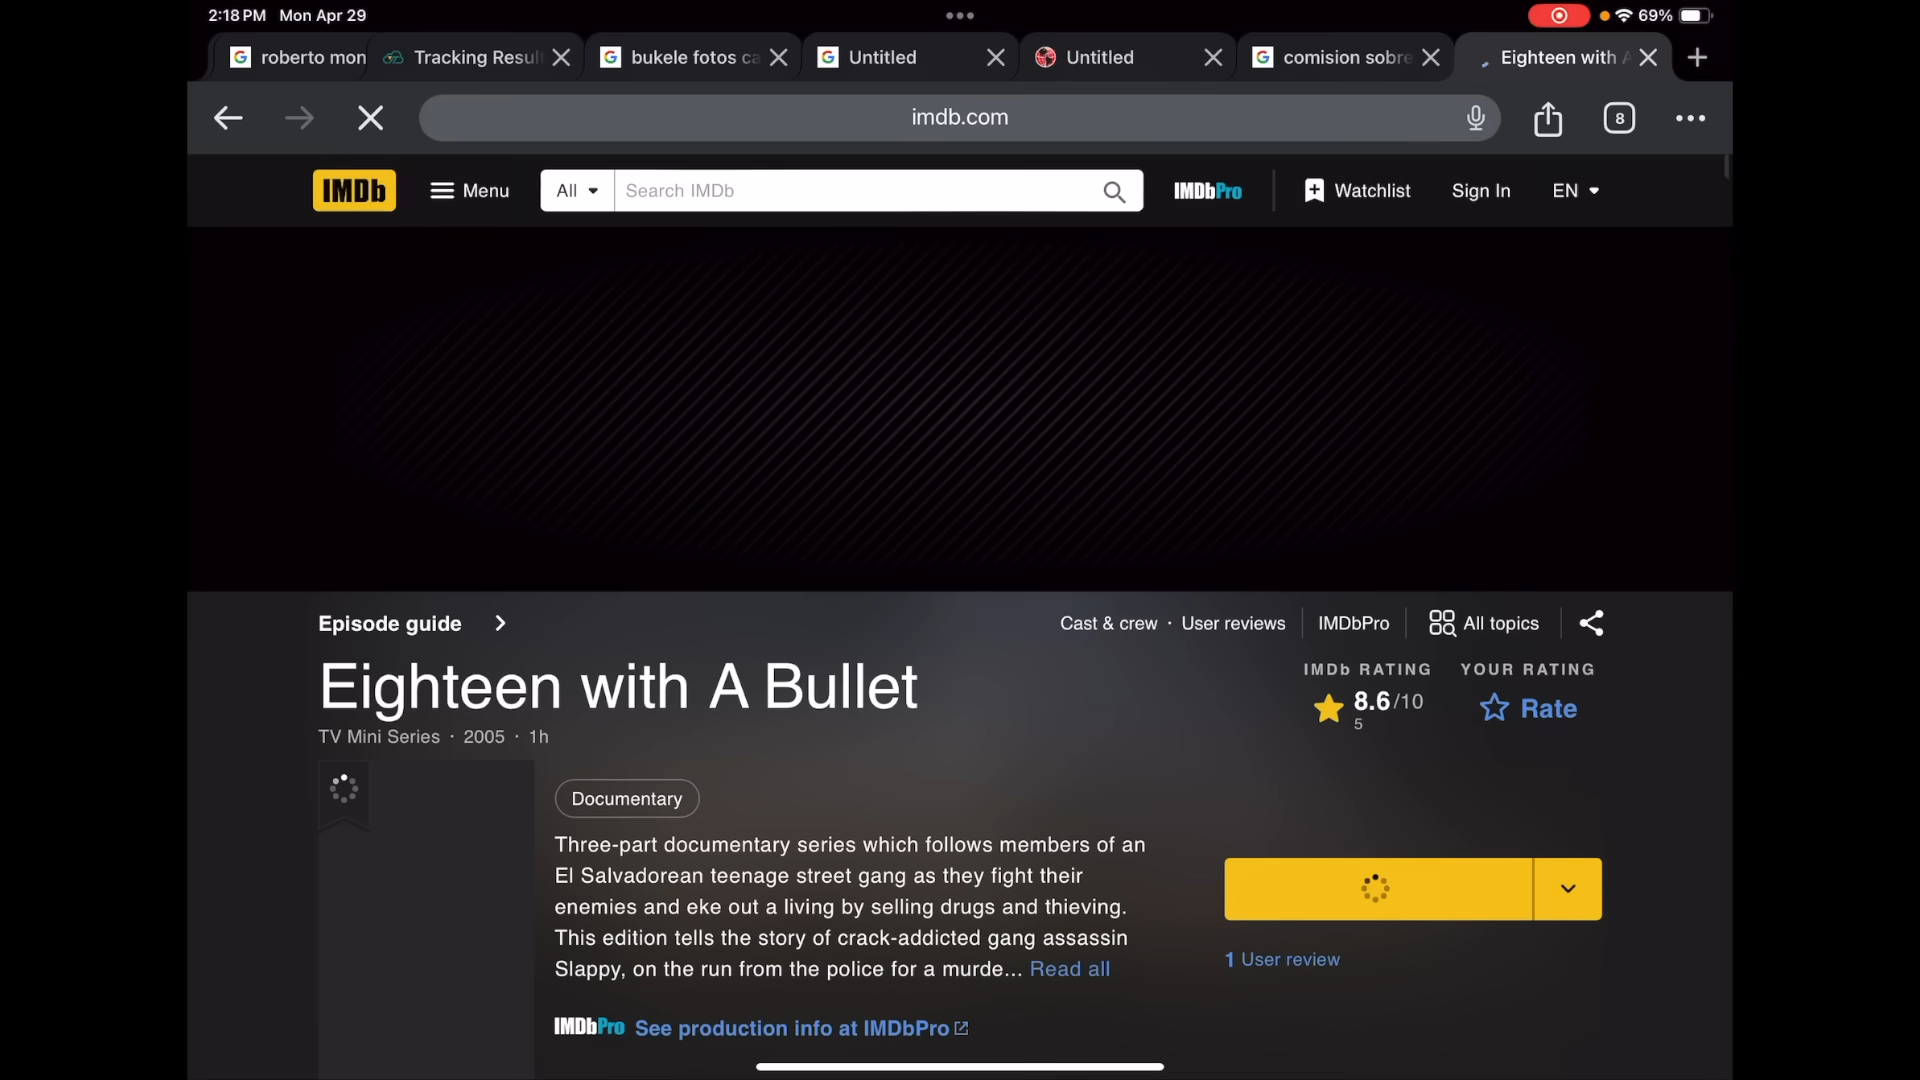 2:18 PM Mon Apr 29
69%
roberto mon
Tracking Resul
bukele fotos ca
Untitled
Untitled
comision sobre
Eighteen with A
imdb.com
8
IMDb
Menu
All
Search IMDb
IMDbPro
Watchlist
Sign In
EN
Episode guide
Cast & crew · User reviews
IMDbPro
All topics
Eighteen with A Bullet
IMDb RATING
YOUR RATING
8.6/10
5
Rate
TV Mini Series · 2005 · 1h
Documentary
Three-part documentary series which follows members of an
El Salvadorean teenage street gang as they fight their
enemies and eke out a living by selling drugs and thieving.
This edition tells the story of crack-addicted gang assassin
Slappy, on the run from the police for a murde... Read all
1 User review
IMDbPro See production info at IMDbPro